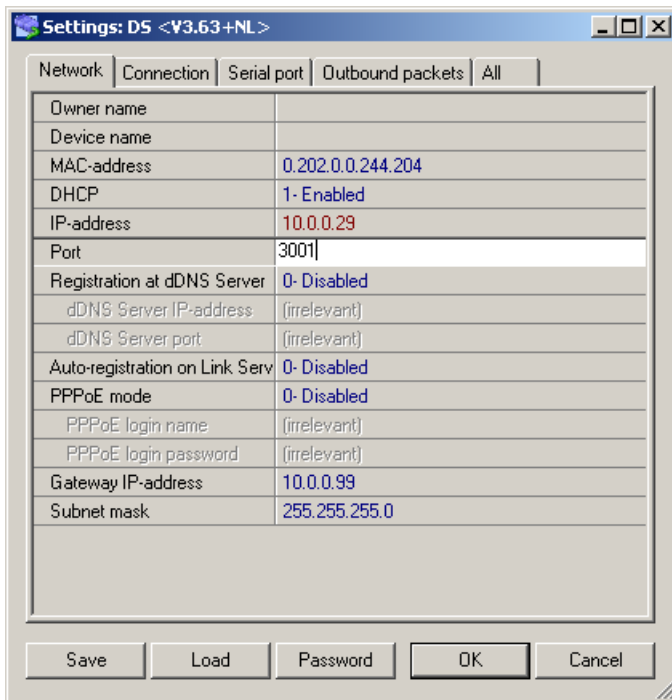 Settings: DS <V3.63+NL>
Network Connection Serial port Outbound packets All
Owner name
Device name
MAC-address 0.202.0.0.244.204
DHCP 1- Enabled
IP-address 10.0.0.29
Port 3001
Registration at dDNS Server 0- Disabled
dDNS Server IP-address (irrelevant)
dDNS Server port (irrelevant)
Auto-registration on Link Serv 0- Disabled
PPPoE mode 0- Disabled
PPPoE login name (irrelevant)
PPPoE login password (irrelevant)
Gateway IP-address 10.0.0.99
Subnet mask 255.255.255.0
Save Load Password OK Cancel